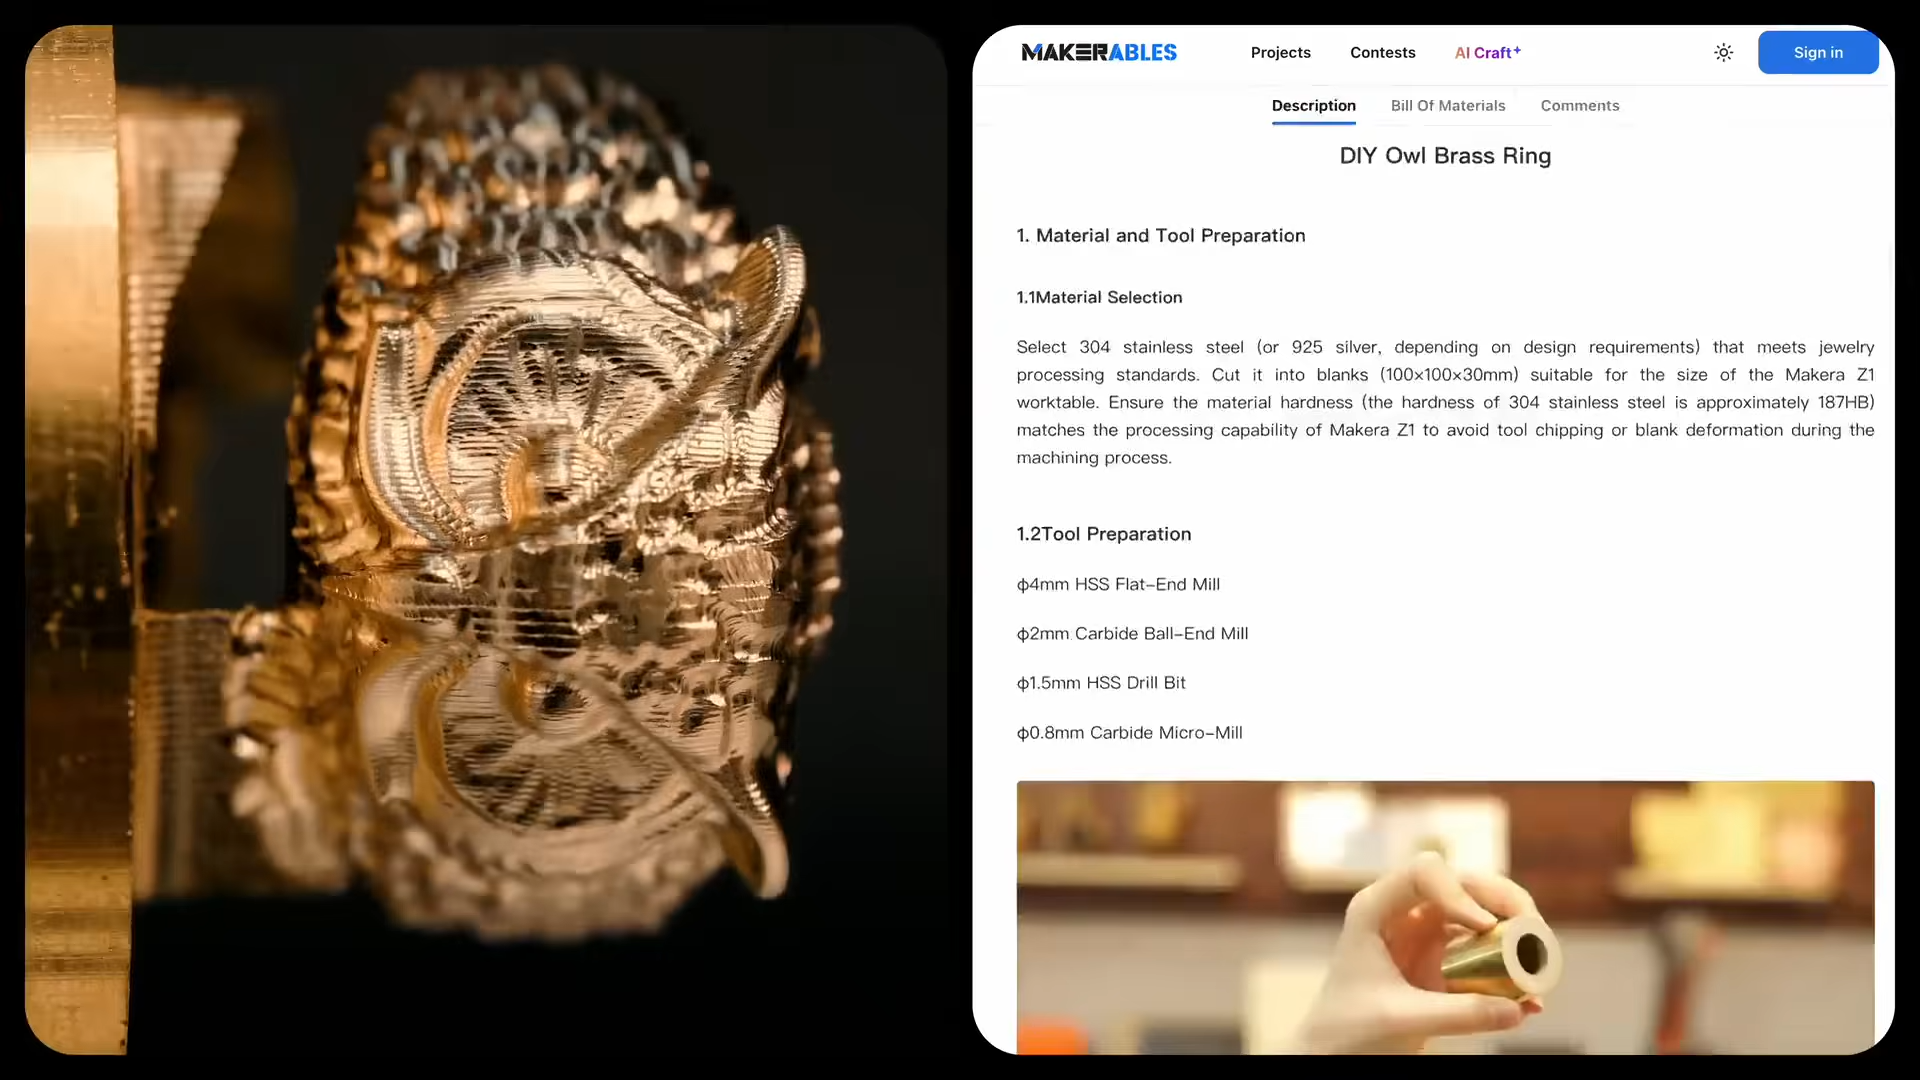 MAKERABLES
Projects Contests AI Craft+ Sign in
Description Bill Of Materials Comments
DIY Owl Brass Ring
1. Material and Tool Preparation
1.1Material Selection
Select 304 stainless steel (or 925 silver, depending on design requirements) that meets jewelry
processing standards. Cut it into blanks (100×100×30mm) suitable for the size of the Makera Z1
worktable. Ensure the material hardness (the hardness of 304 stainless steel is approximately 187HB)
matches the processing capability of Makera Z1 to avoid tool chipping or blank deformation during the
machining process.
1.2Tool Preparation
φ4mm HSS Flat-End Mill
φ2mm Carbide Ball-End Mill
φ1.5mm HSS Drill Bit
φ0.8mm Carbide Micro-Mill